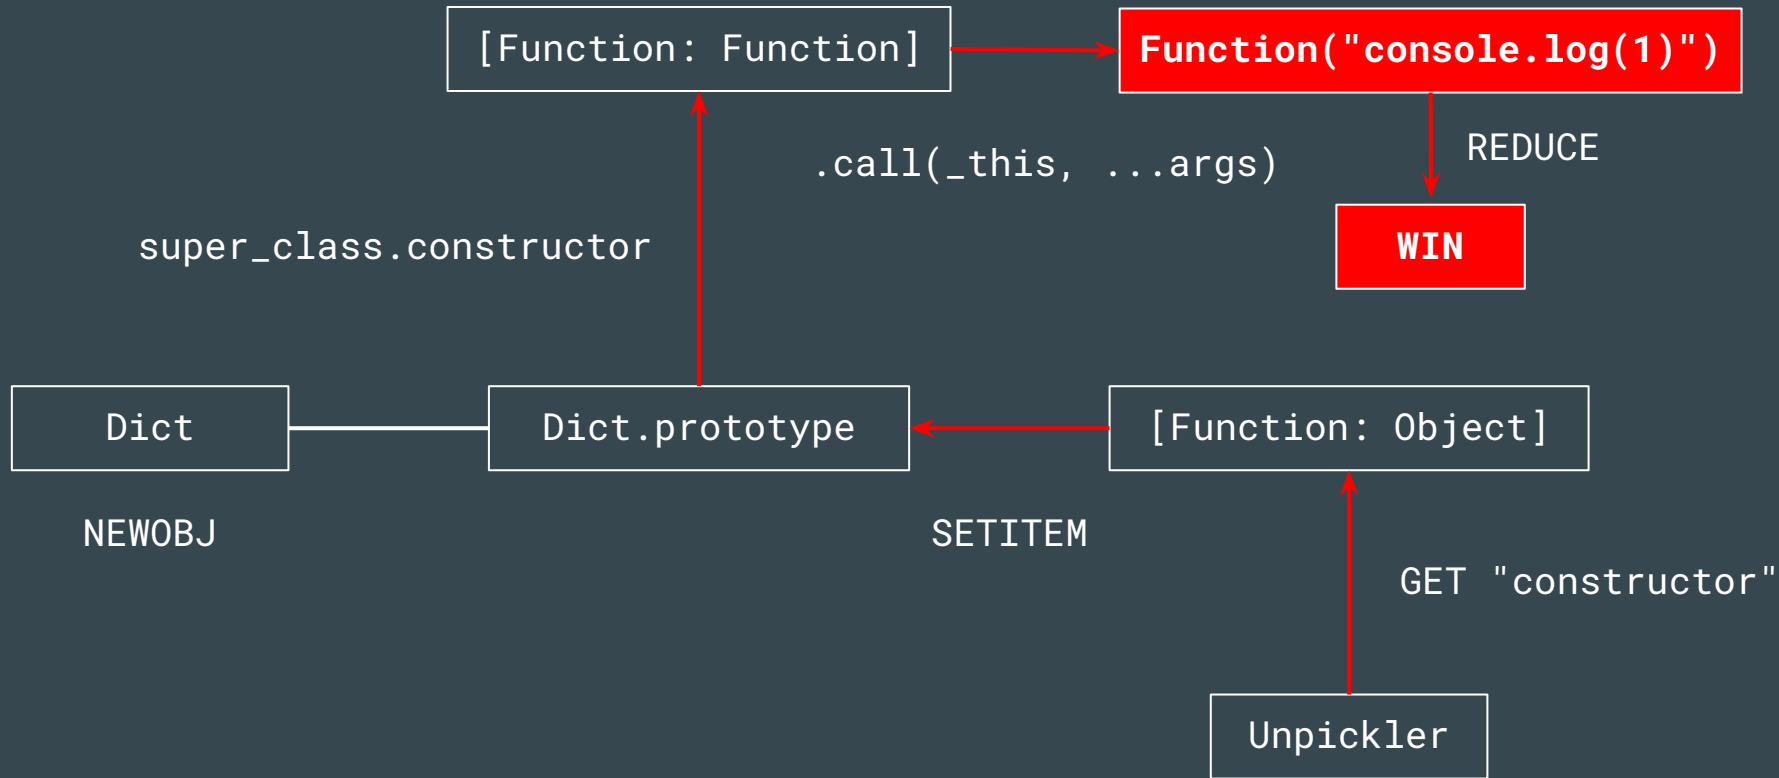 [Function: Function]
Function("console.log(1)")
REDUCE
.call(_this, ...args)
super_class.constructor
WIN
Dict
Dict.prototype
[Function: Object]
NEWOBJ
SETITEM
GET "constructor"
Unpickler